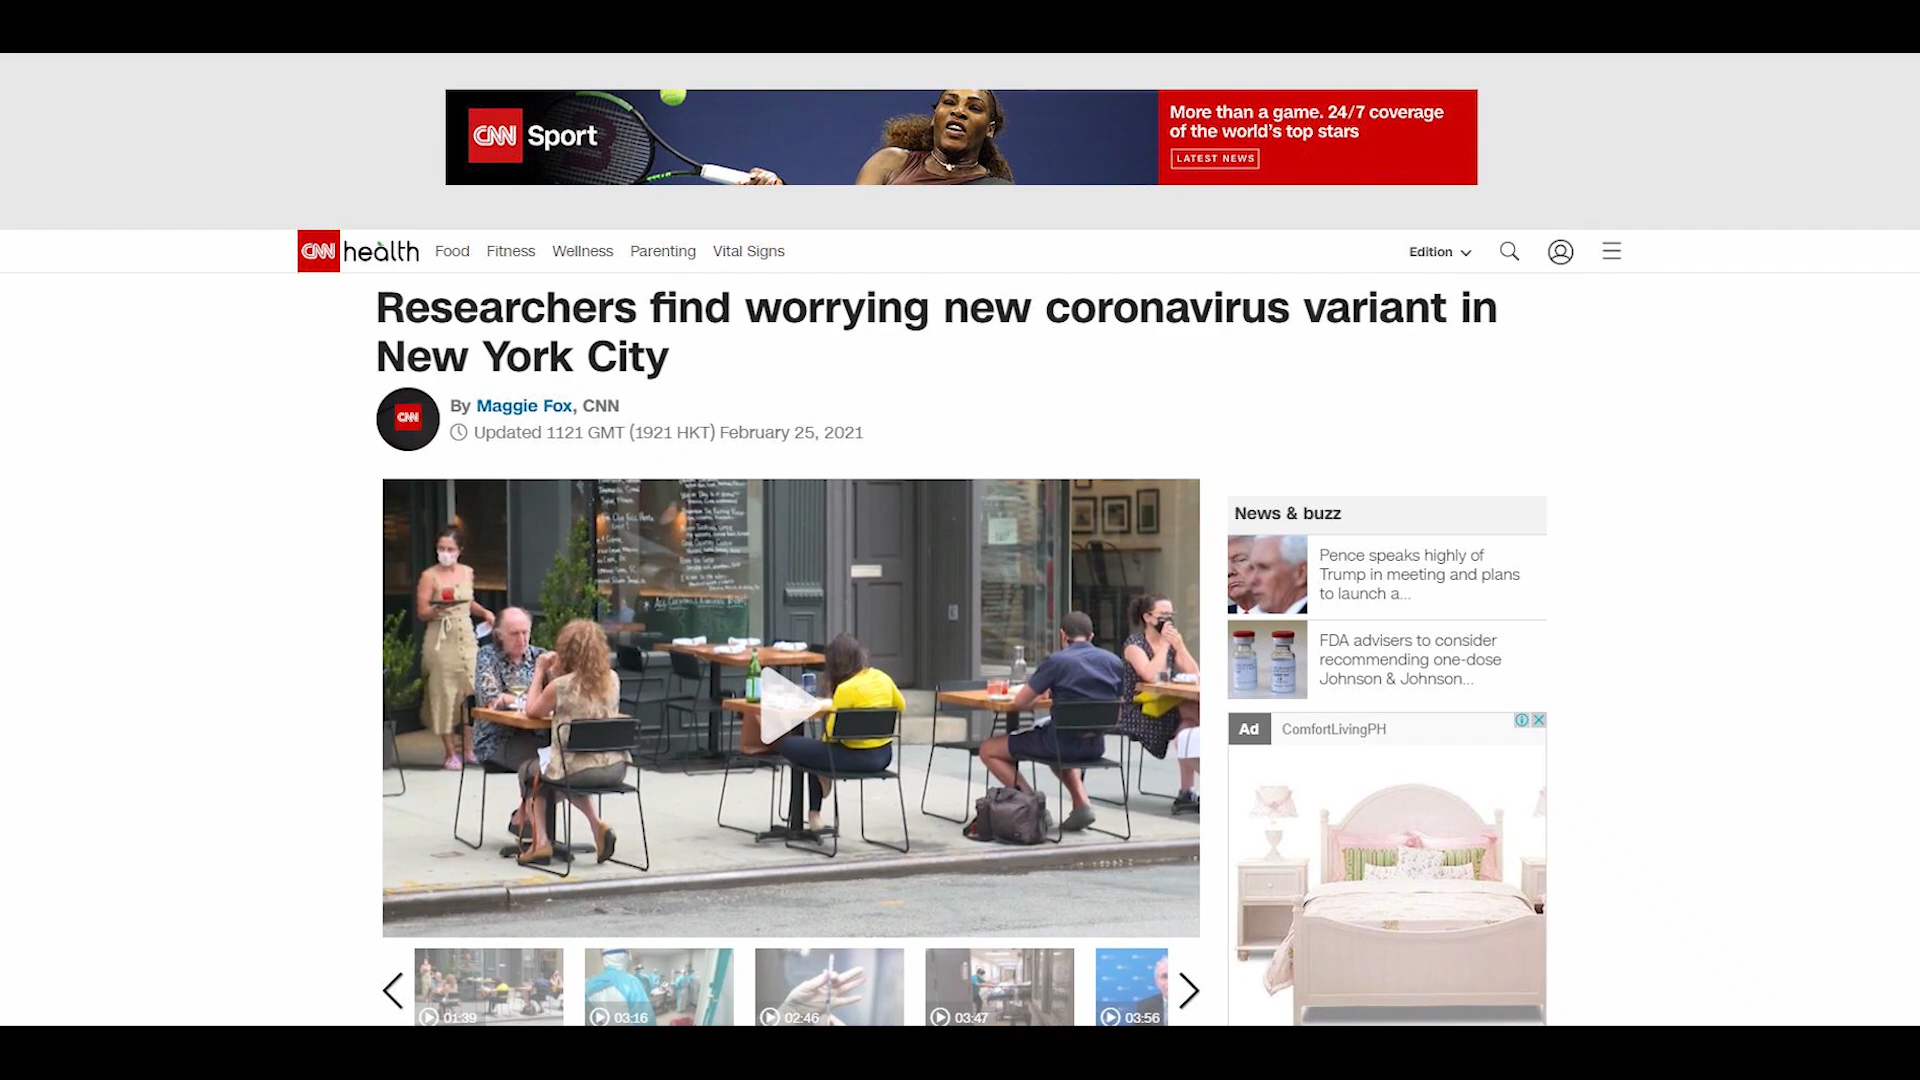 CNN Sport
More than a game. 24/7 coverage
of the world's top stars
LATEST NEWS
CNN health Food Fitness Wellness Parenting Vital Signs Edition
Researchers find worrying new coronavirus variant in
New York City
CNN
By Maggie Fox, CNN
Updated 1121 GMT (1921 HKT) February 25, 2021
News & buzz
Pence speaks highly of
Trump in meeting and plans
to launch a...
FDA advisers to consider
recommending one-dose
Johnson & Johnson...
Ad ComfortLivingPH
01:39
03:16
02:46
03:47
03:56